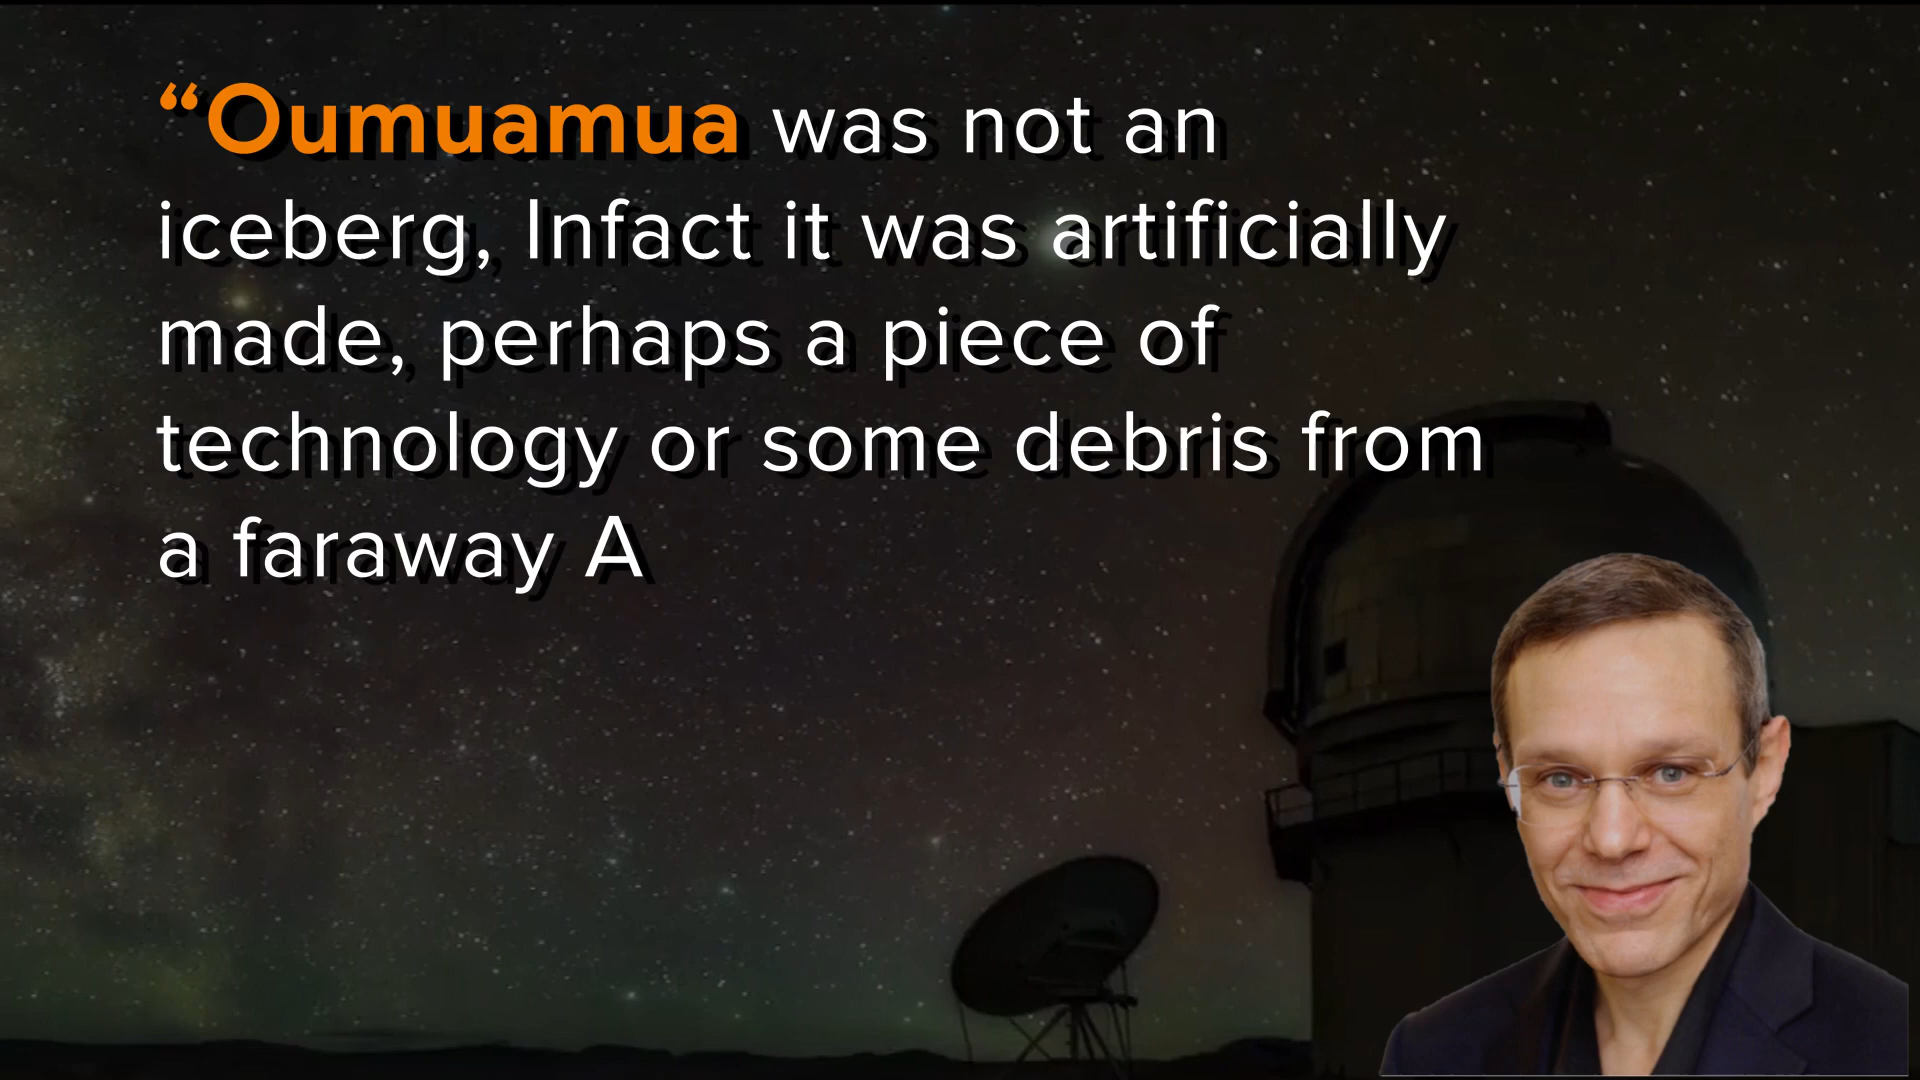 “Oumuamua was not an
iceberg, Infact it was artificially
made, perhaps a piece of
technology or some debris from
a faraway A